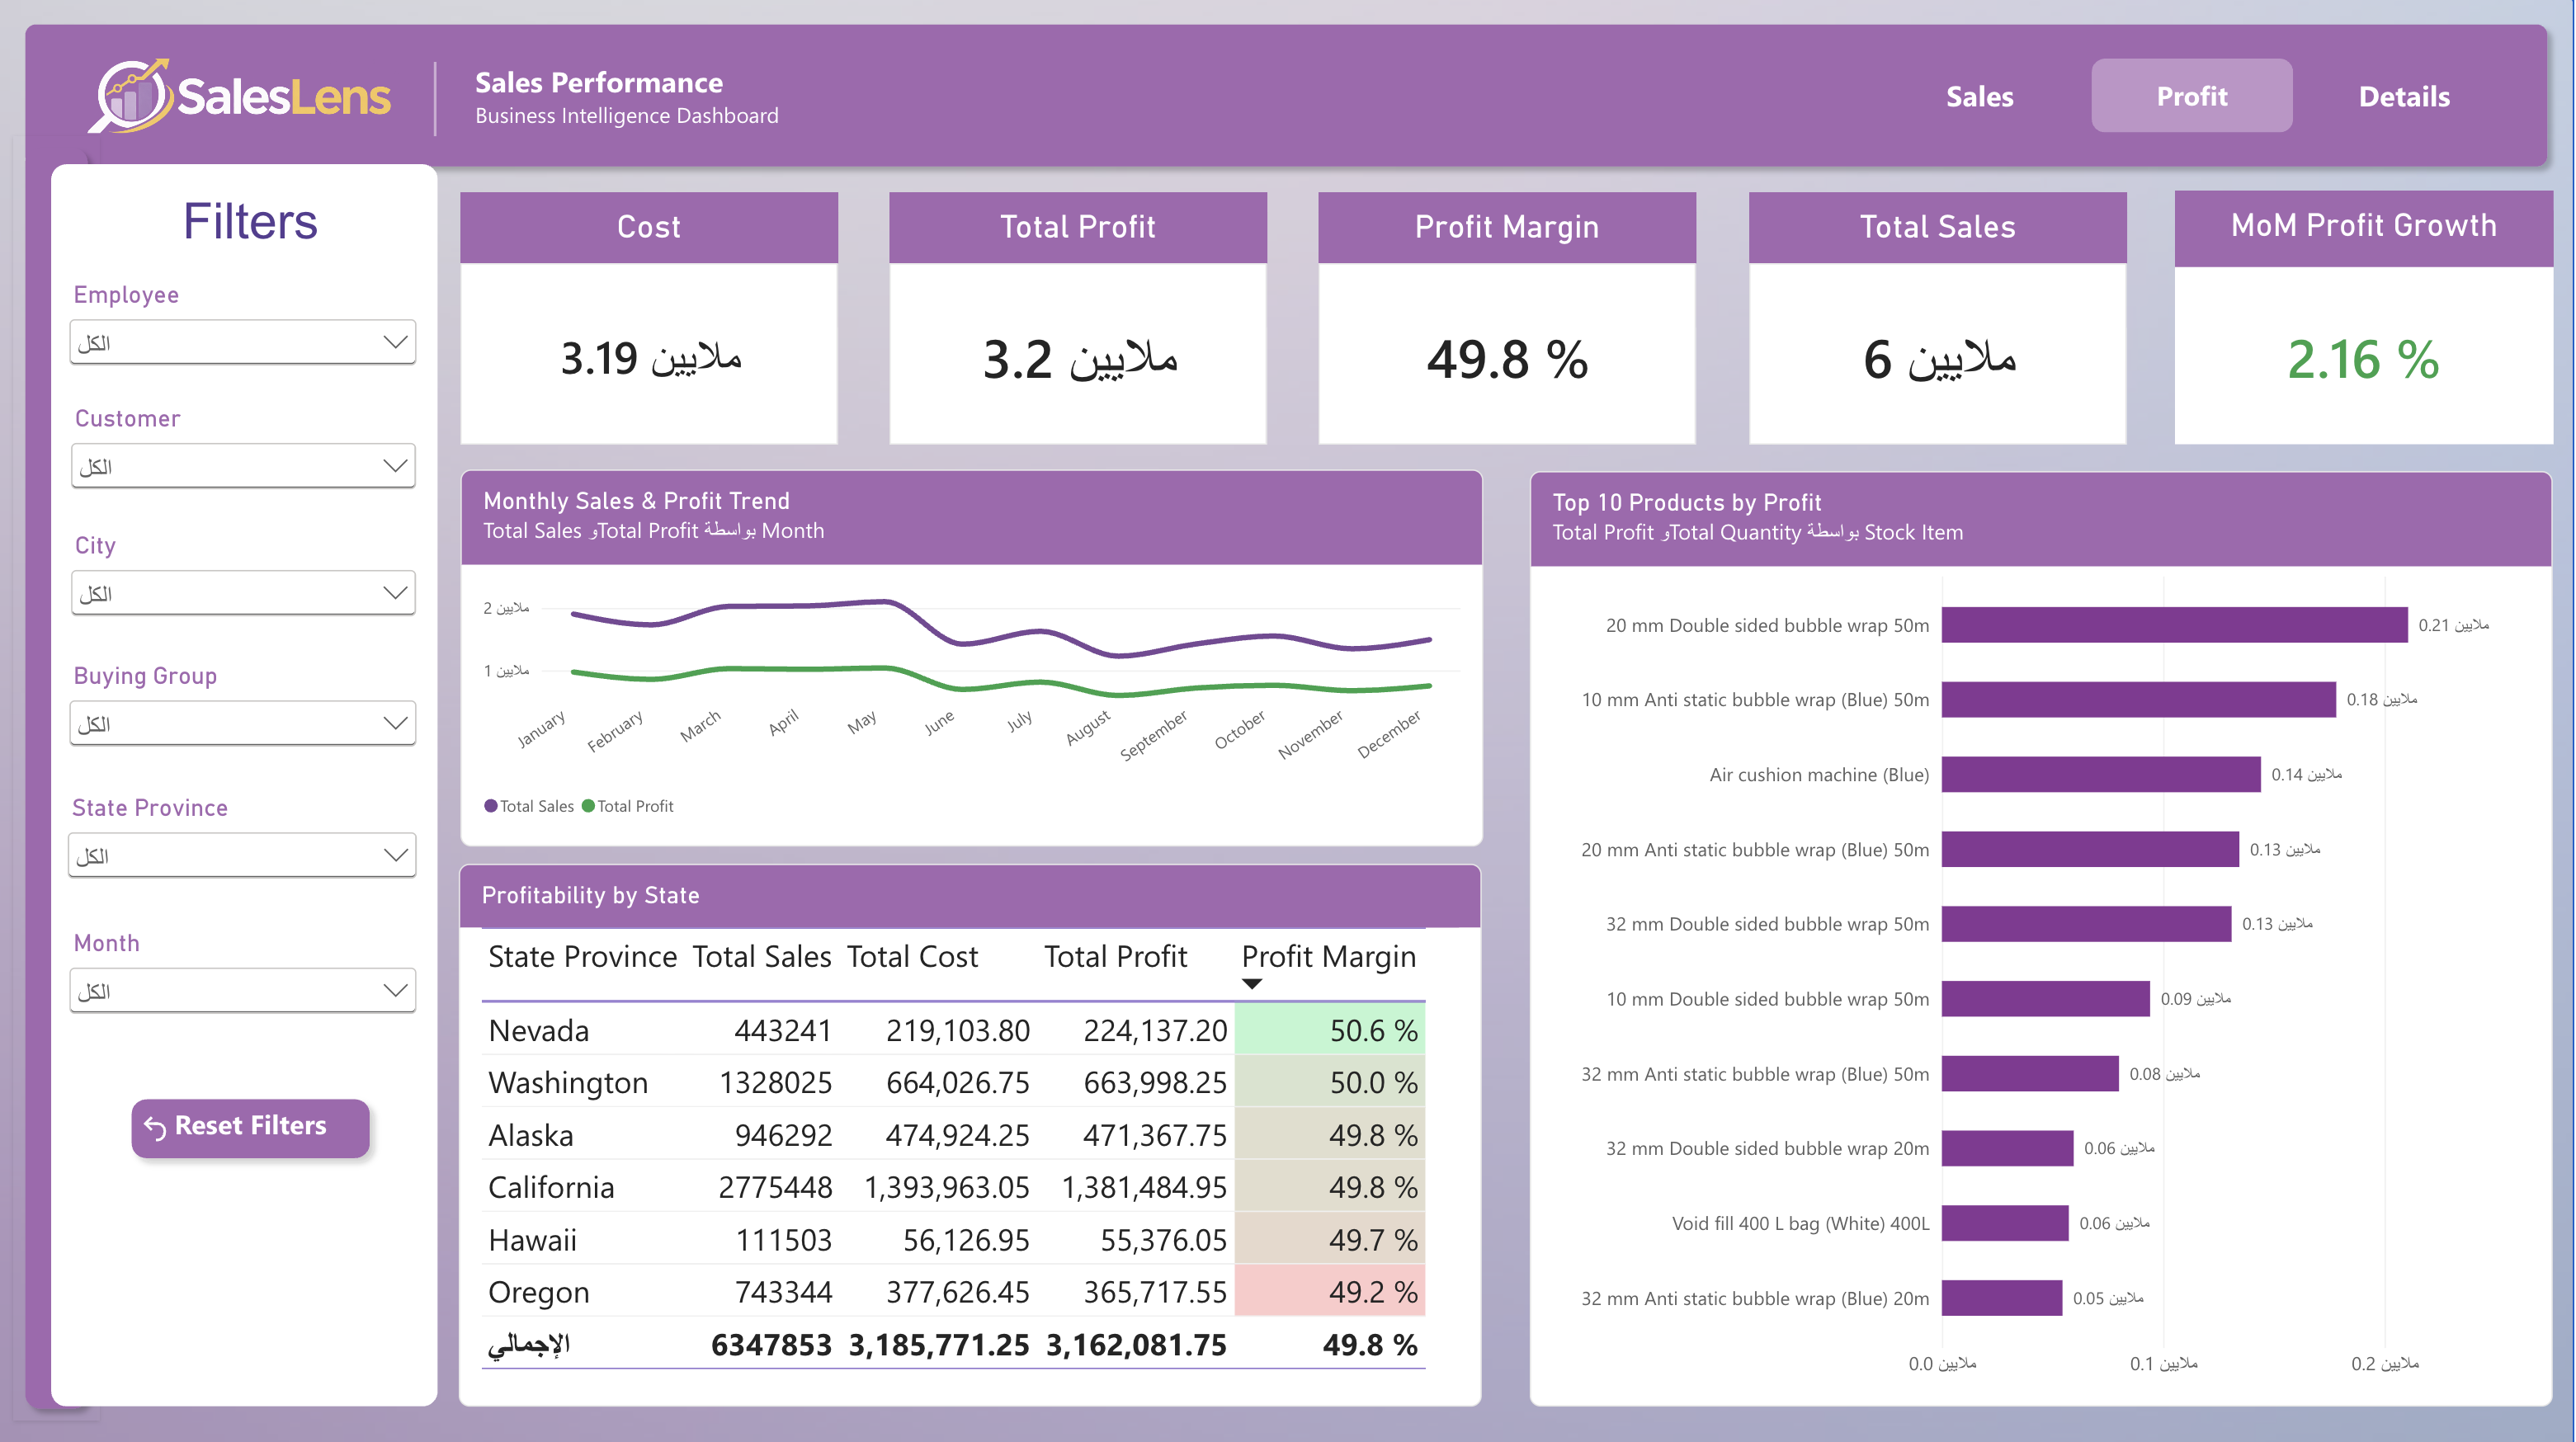 SalesLens
Sales Performance
Business Intelligence Dashboard
Sales
Profit
Details
Filters
Employee
الكل
Customer
الكل
City
الكل
Buying Group
الكل
State Province
الكل
Month
الكل
Reset Filters
Cost
3.19 ملايين
Total Profit
3.2 ملايين
Profit Margin
49.8 %
Total Sales
6 ملايين
MoM Profit Growth
2.16 %
Monthly Sales & Profit Trend
Total Sales وTotal Profit بواسطة Month
2 ملايين
1 ملايين
January
February
March
April
May
June
July
August
September
October
November
December
Total Sales
Total Profit
Profitability by State
State Province Total Sales Total Cost Total Profit Profit Margin
Nevada 443241 219,103.80 224,137.20 50.6 %
Washington 1328025 664,026.75 663,998.25 50.0 %
Alaska 946292 474,924.25 471,367.75 49.8 %
California 2775448 1,393,963.05 1,381,484.95 49.8 %
Hawaii 111503 56,126.95 55,376.05 49.7 %
Oregon 743344 377,626.45 365,717.55 49.2 %
الإجمالي 6347853 3,185,771.25 3,162,081.75 49.8 %
Top 10 Products by Profit
Total Profit وTotal Quantity بواسطة Stock Item
20 mm Double sided bubble wrap 50m 0.21 ملايين
10 mm Anti static bubble wrap (Blue) 50m 0.18 ملايين
Air cushion machine (Blue) 0.14 ملايين
20 mm Anti static bubble wrap (Blue) 50m 0.13 ملايين
32 mm Double sided bubble wrap 50m 0.13 ملايين
10 mm Double sided bubble wrap 50m 0.09 ملايين
32 mm Anti static bubble wrap (Blue) 50m 0.08 ملايين
32 mm Double sided bubble wrap 20m 0.06 ملايين
Void fill 400 L bag (White) 400L 0.06 ملايين
32 mm Anti static bubble wrap (Blue) 20m 0.05 ملايين
0.0 ملايين 0.1 ملايين 0.2 ملايين